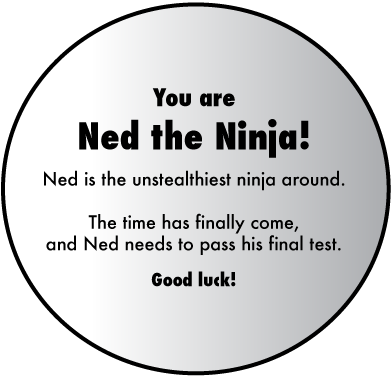 You are
Ned the Ninja!
Ned is the unstealthiest ninja around.
The time has finally come,
and Ned needs to pass his final test.
Good luck!